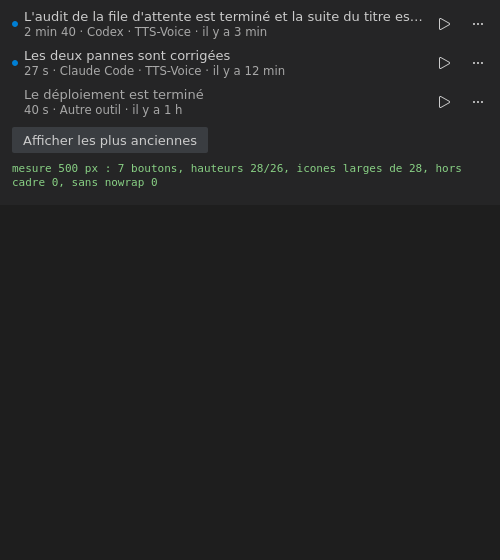 L'audit de la file d'attente est terminé et la suite du titre es...
2 min 40 · Codex · TTS-Voice · il y a 3 min
Les deux pannes sont corrigées
27 s · Claude Code · TTS-Voice · il y a 12 min
Le déploiement est terminé
40 s · Autre outil · il y a 1 h
Afficher les plus anciennes
mesure 500 px : 7 boutons, hauteurs 28/26, icones larges de 28, hors
cadre 0, sans nowrap 0